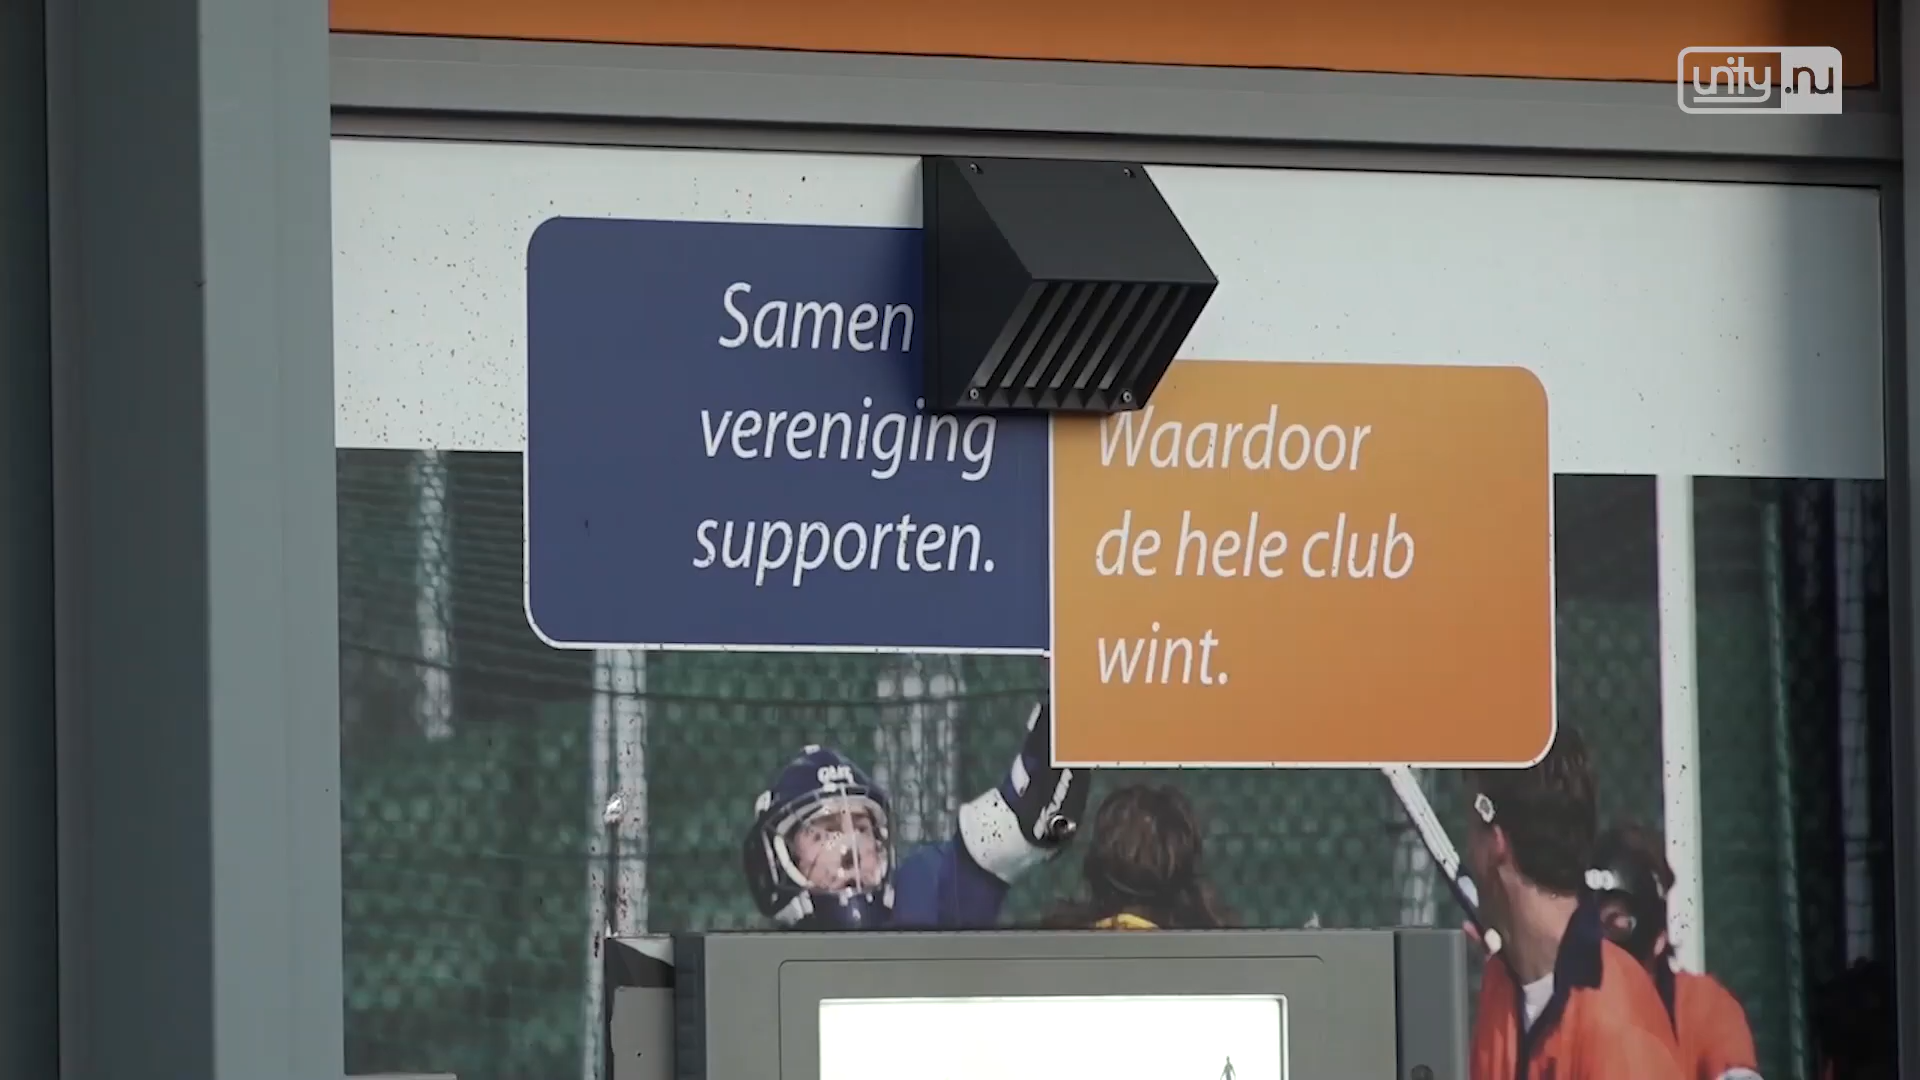 unity.nu
Samen
vereniging
supporten.
Waardoor
de hele club
wint.